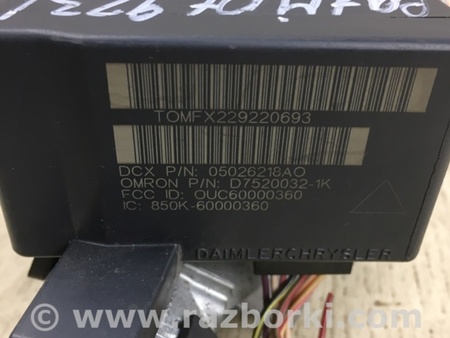 TOMFX229220693
DCX P/N: 05026218AO
OMRON P/N: D7520032-1K
FCC ID: OUC60000360
IC: 850K-60000360
DAIMLERCHRYSLER
© www.razborki.com